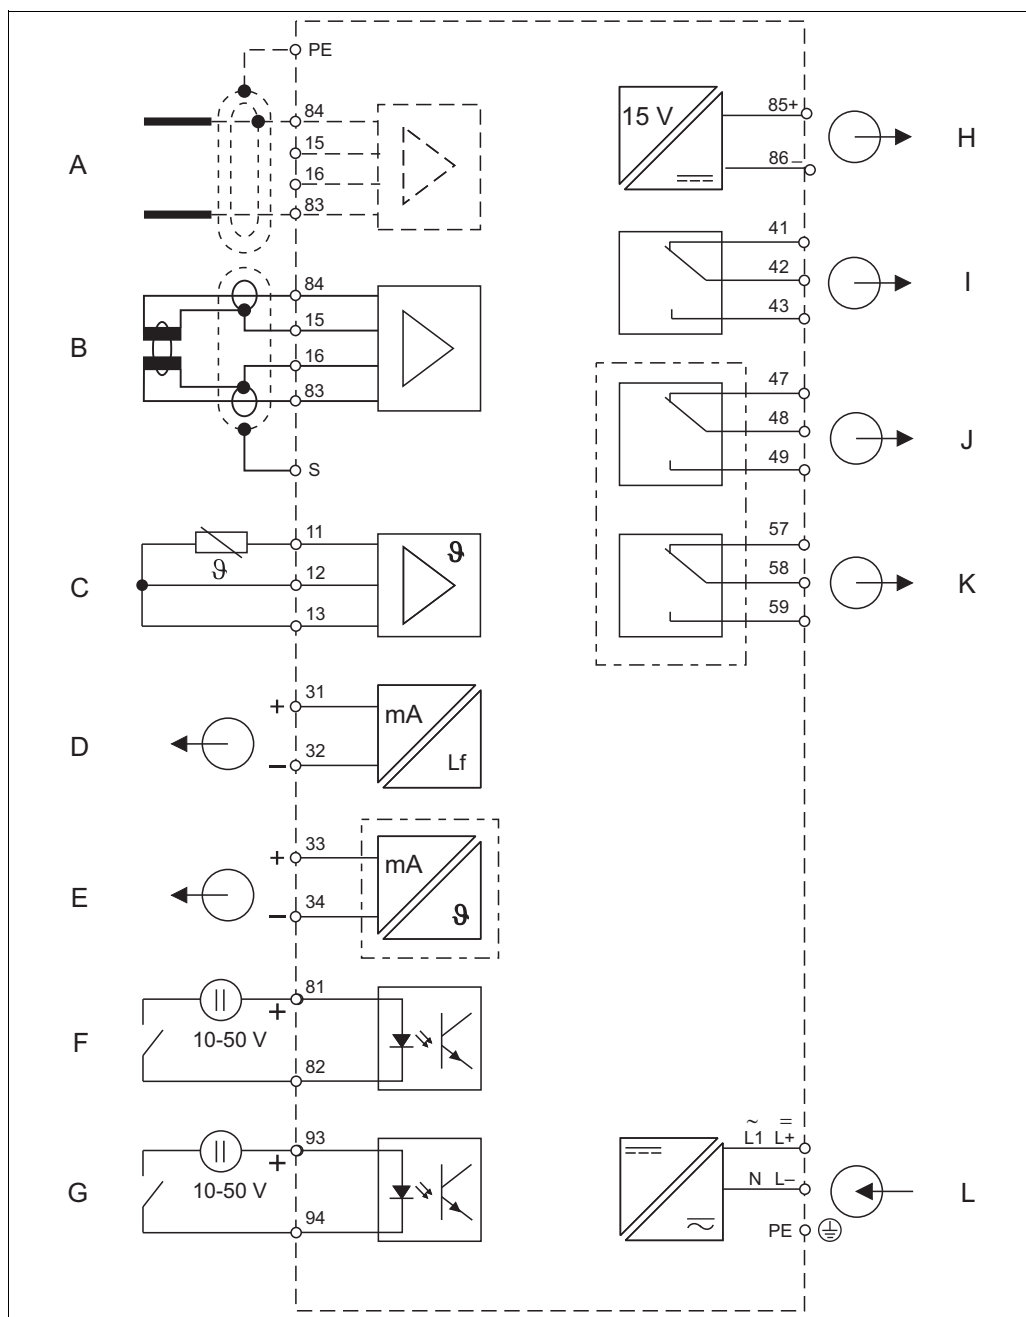 PE
A
84
15
16
83
B
84
15
16
83
S
C
ϑ
11
12
13
ϑ
D
+ 31
− 32
mA
Lf
E
+ 33
− 34
mA
ϑ
F
10-50 V
+
81
82
G
10-50 V
+
93
94
15 V
85+
86 −
H
41
42
43
I
47
48
49
J
57
58
59
K
~ =
L1 L+
N L−
PE
L